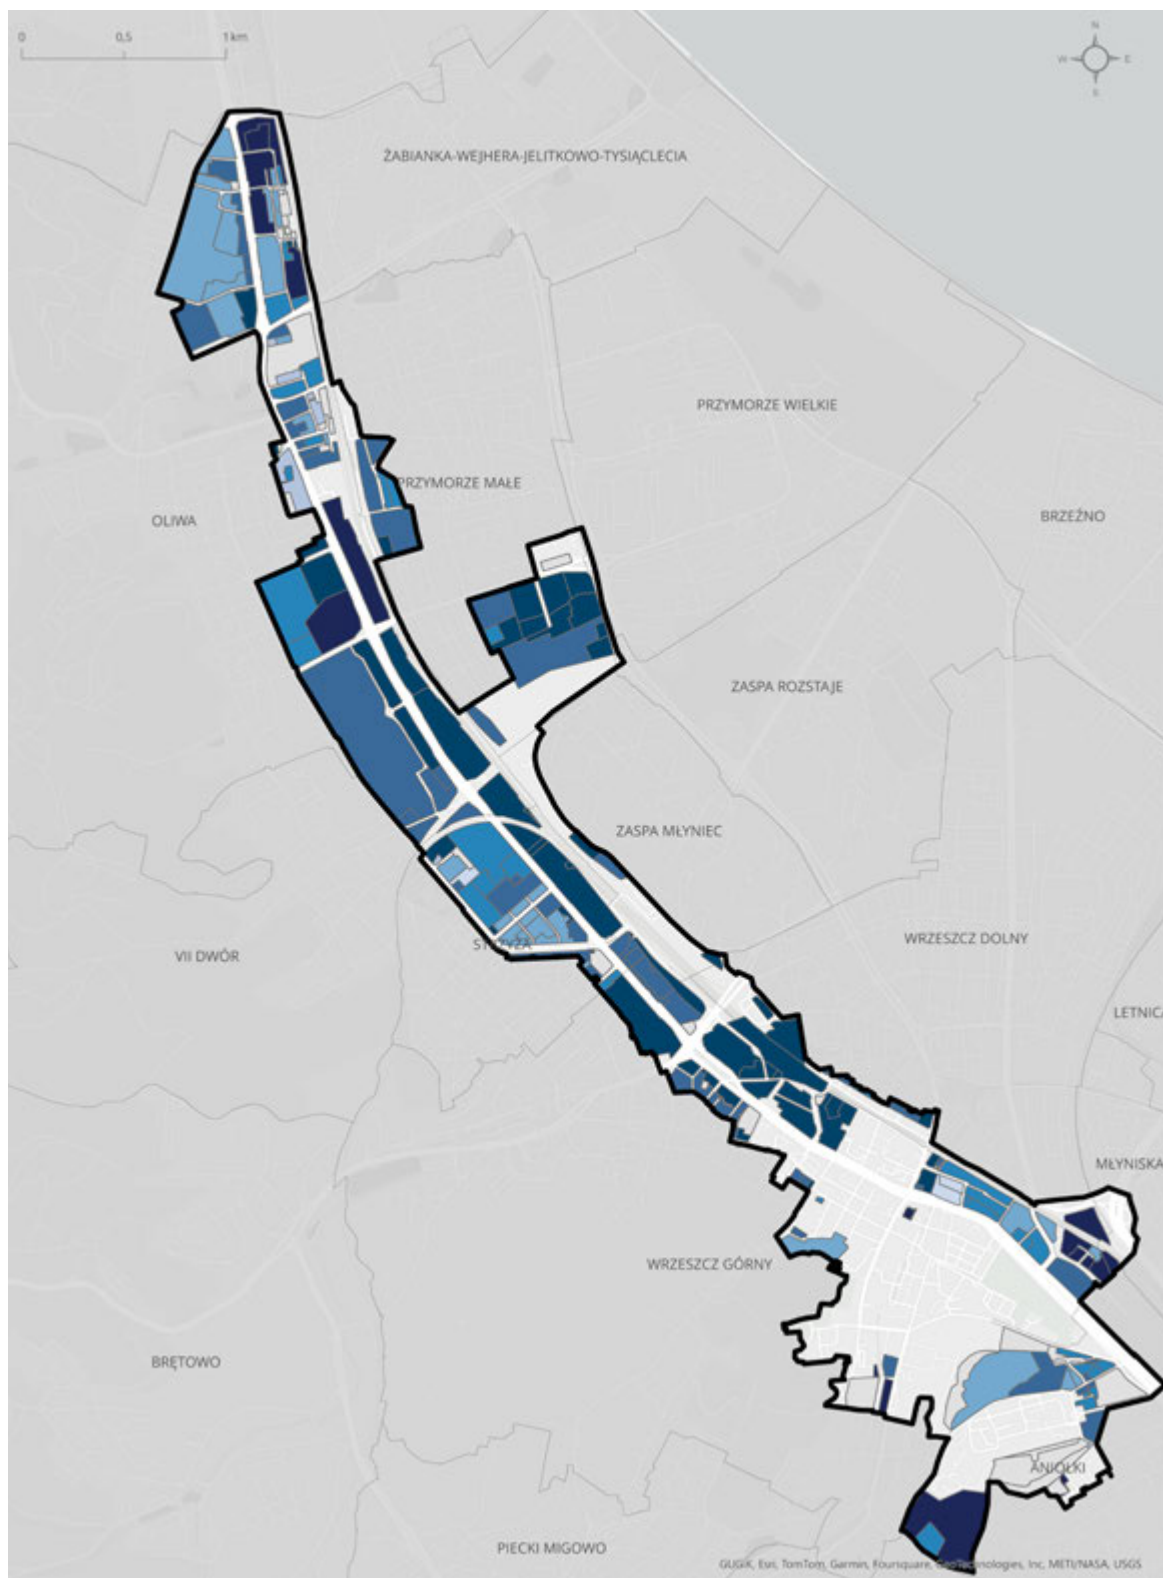 0 0,5 1 km
N
W E
S
ŻABIANKA-WEJHERA-JELITKOWO-TYSIĄCLECIA
PRZYMORZE WIELKIE
PRZYMORZE MAŁE
OLIWA
BRZEŹNO
ZASPA ROZSTAJE
ZASPA MŁYNIEC
WRZESZCZ DOLNY
STRZYŻA
VII DWÓR
LETNICA
MŁYNISKA
WRZESZCZ GÓRNY
BRĘTOWO
ANIOŁKI
PIECKI MIGOWO
GUGiK, Esri, TomTom, Garmin, Foursquare, GeoTechnologies, Inc, METI/NASA, USGS